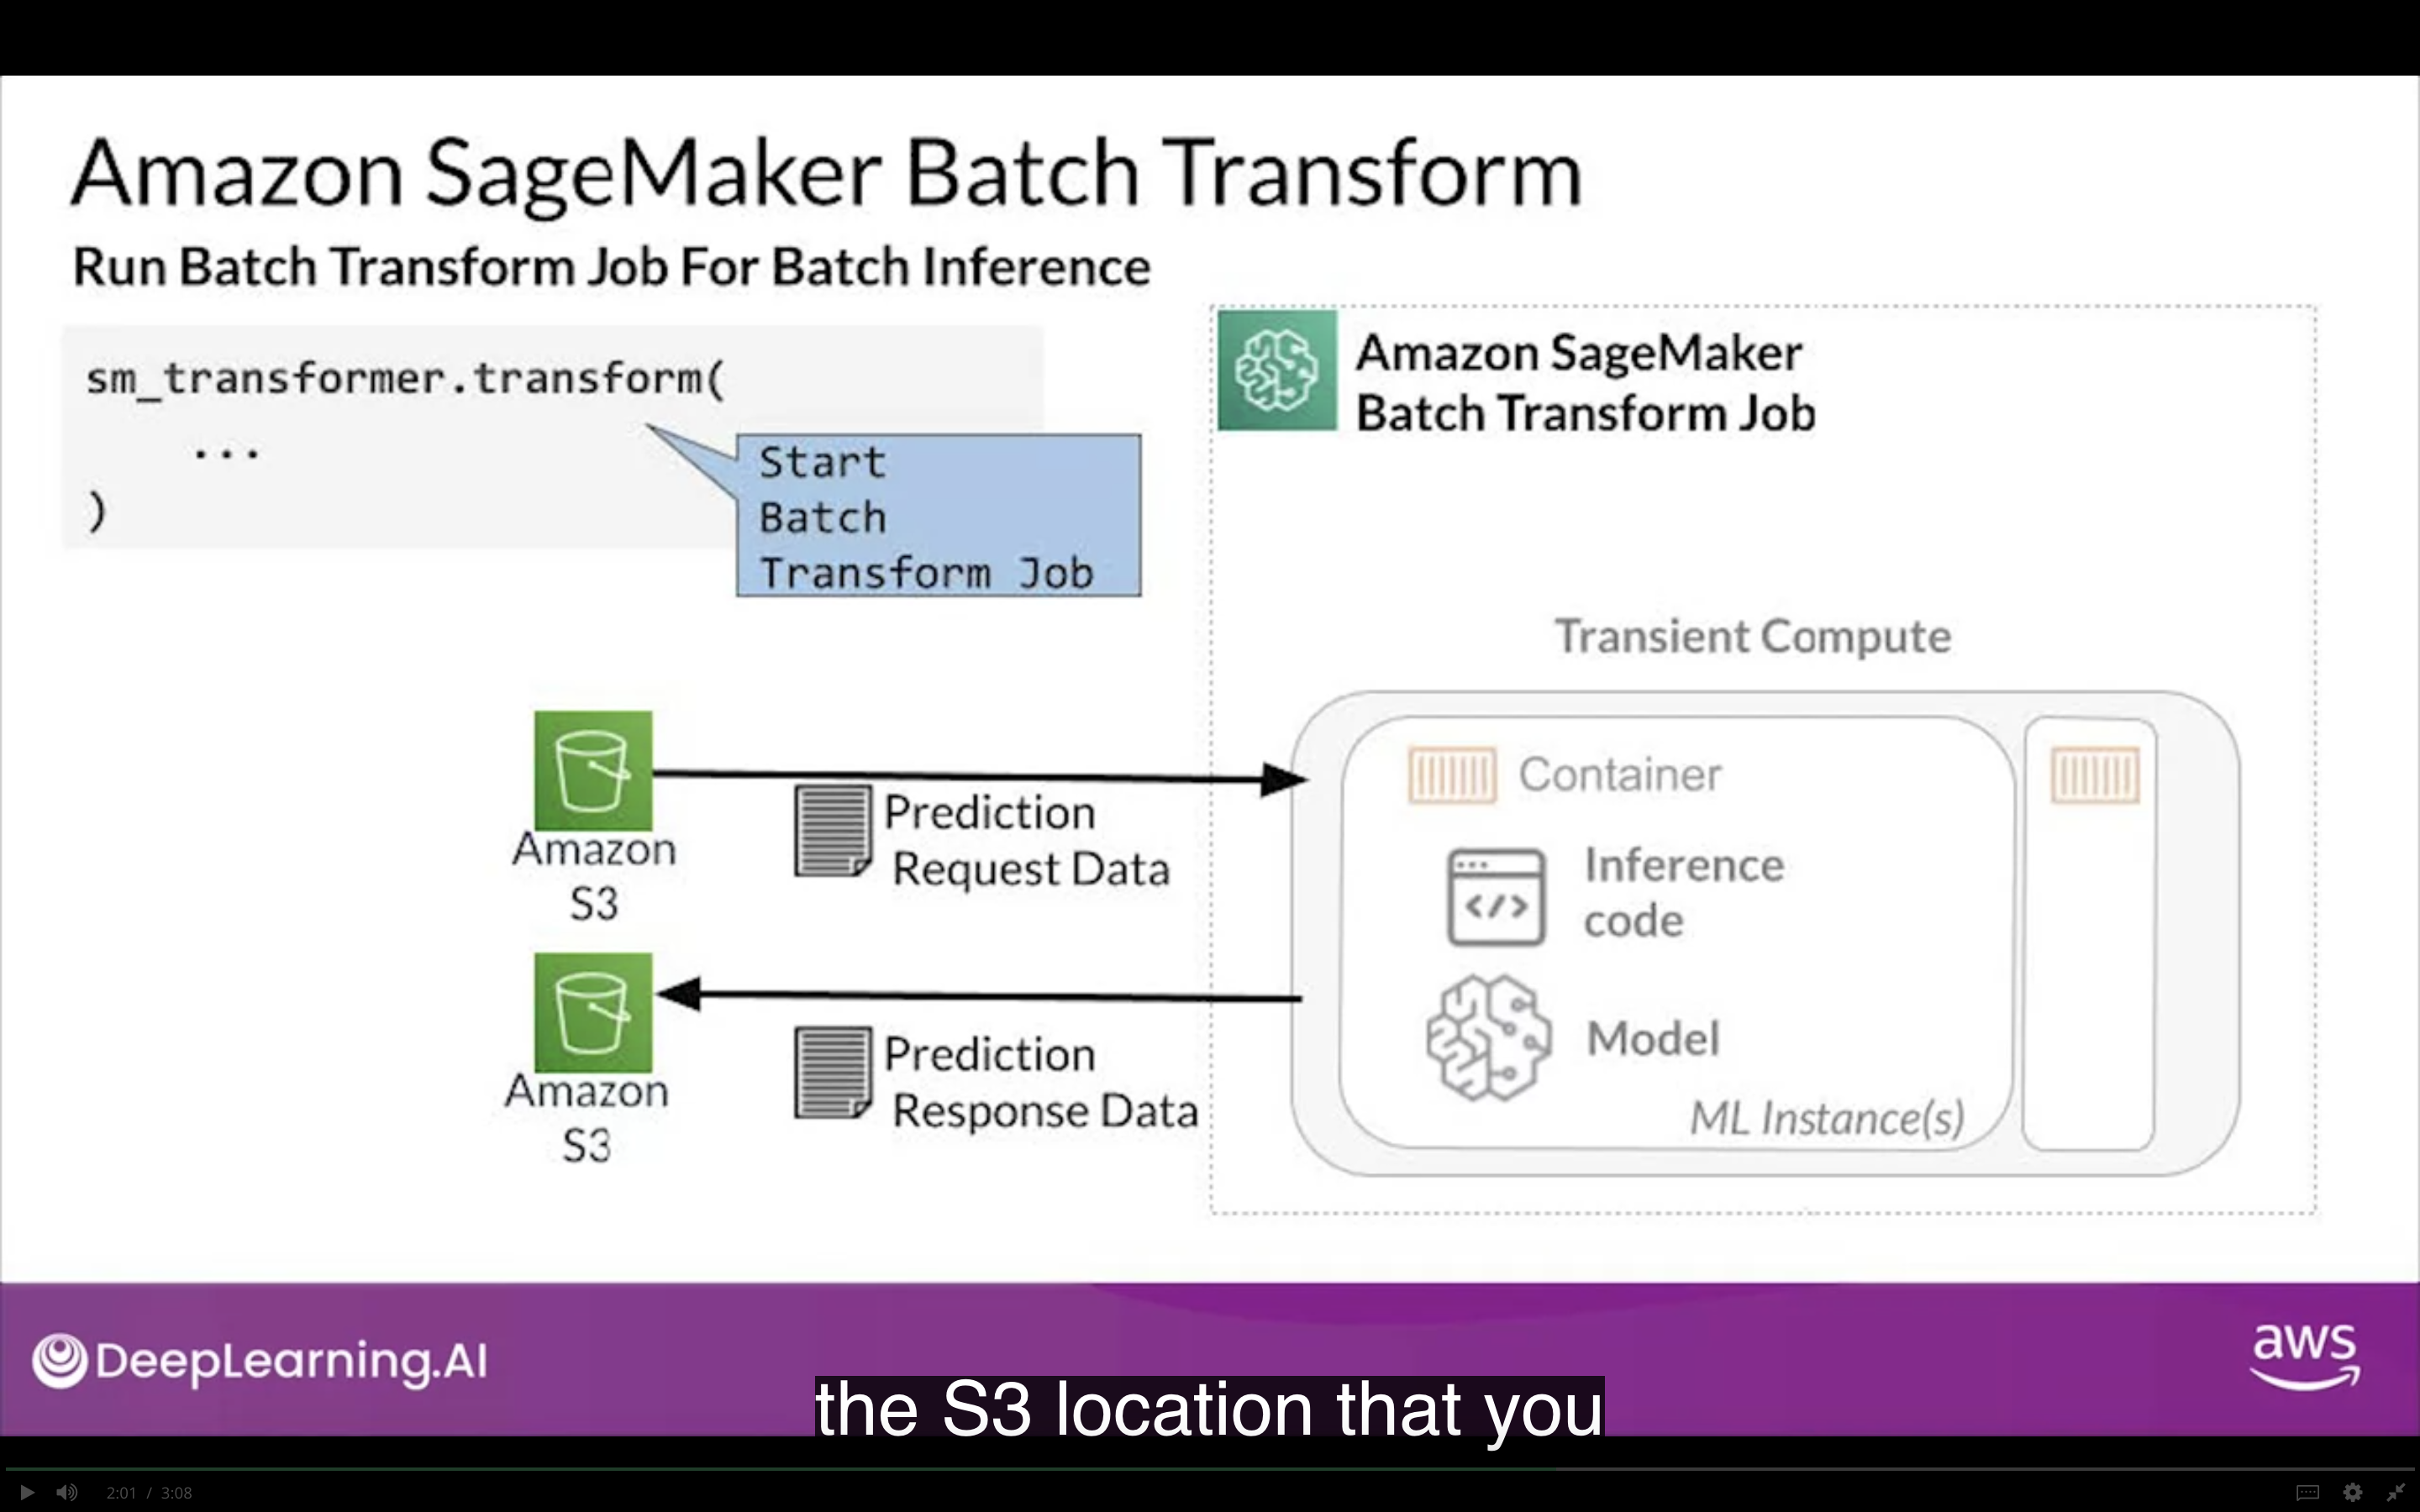 Amazon SageMaker Batch Transform
Run Batch Transform Job For Batch Inference
sm_transformer.transform(
...
)
Start
Batch
Transform Job
Amazon SageMaker
Batch Transform Job
Transient Compute
Amazon
S3
Prediction
Request Data
Container
Inference
code
Model
ML Instance(s)
Amazon
S3
Prediction
Response Data
DeepLearning.AI
aws
the S3 location that you
2:01 / 3:08